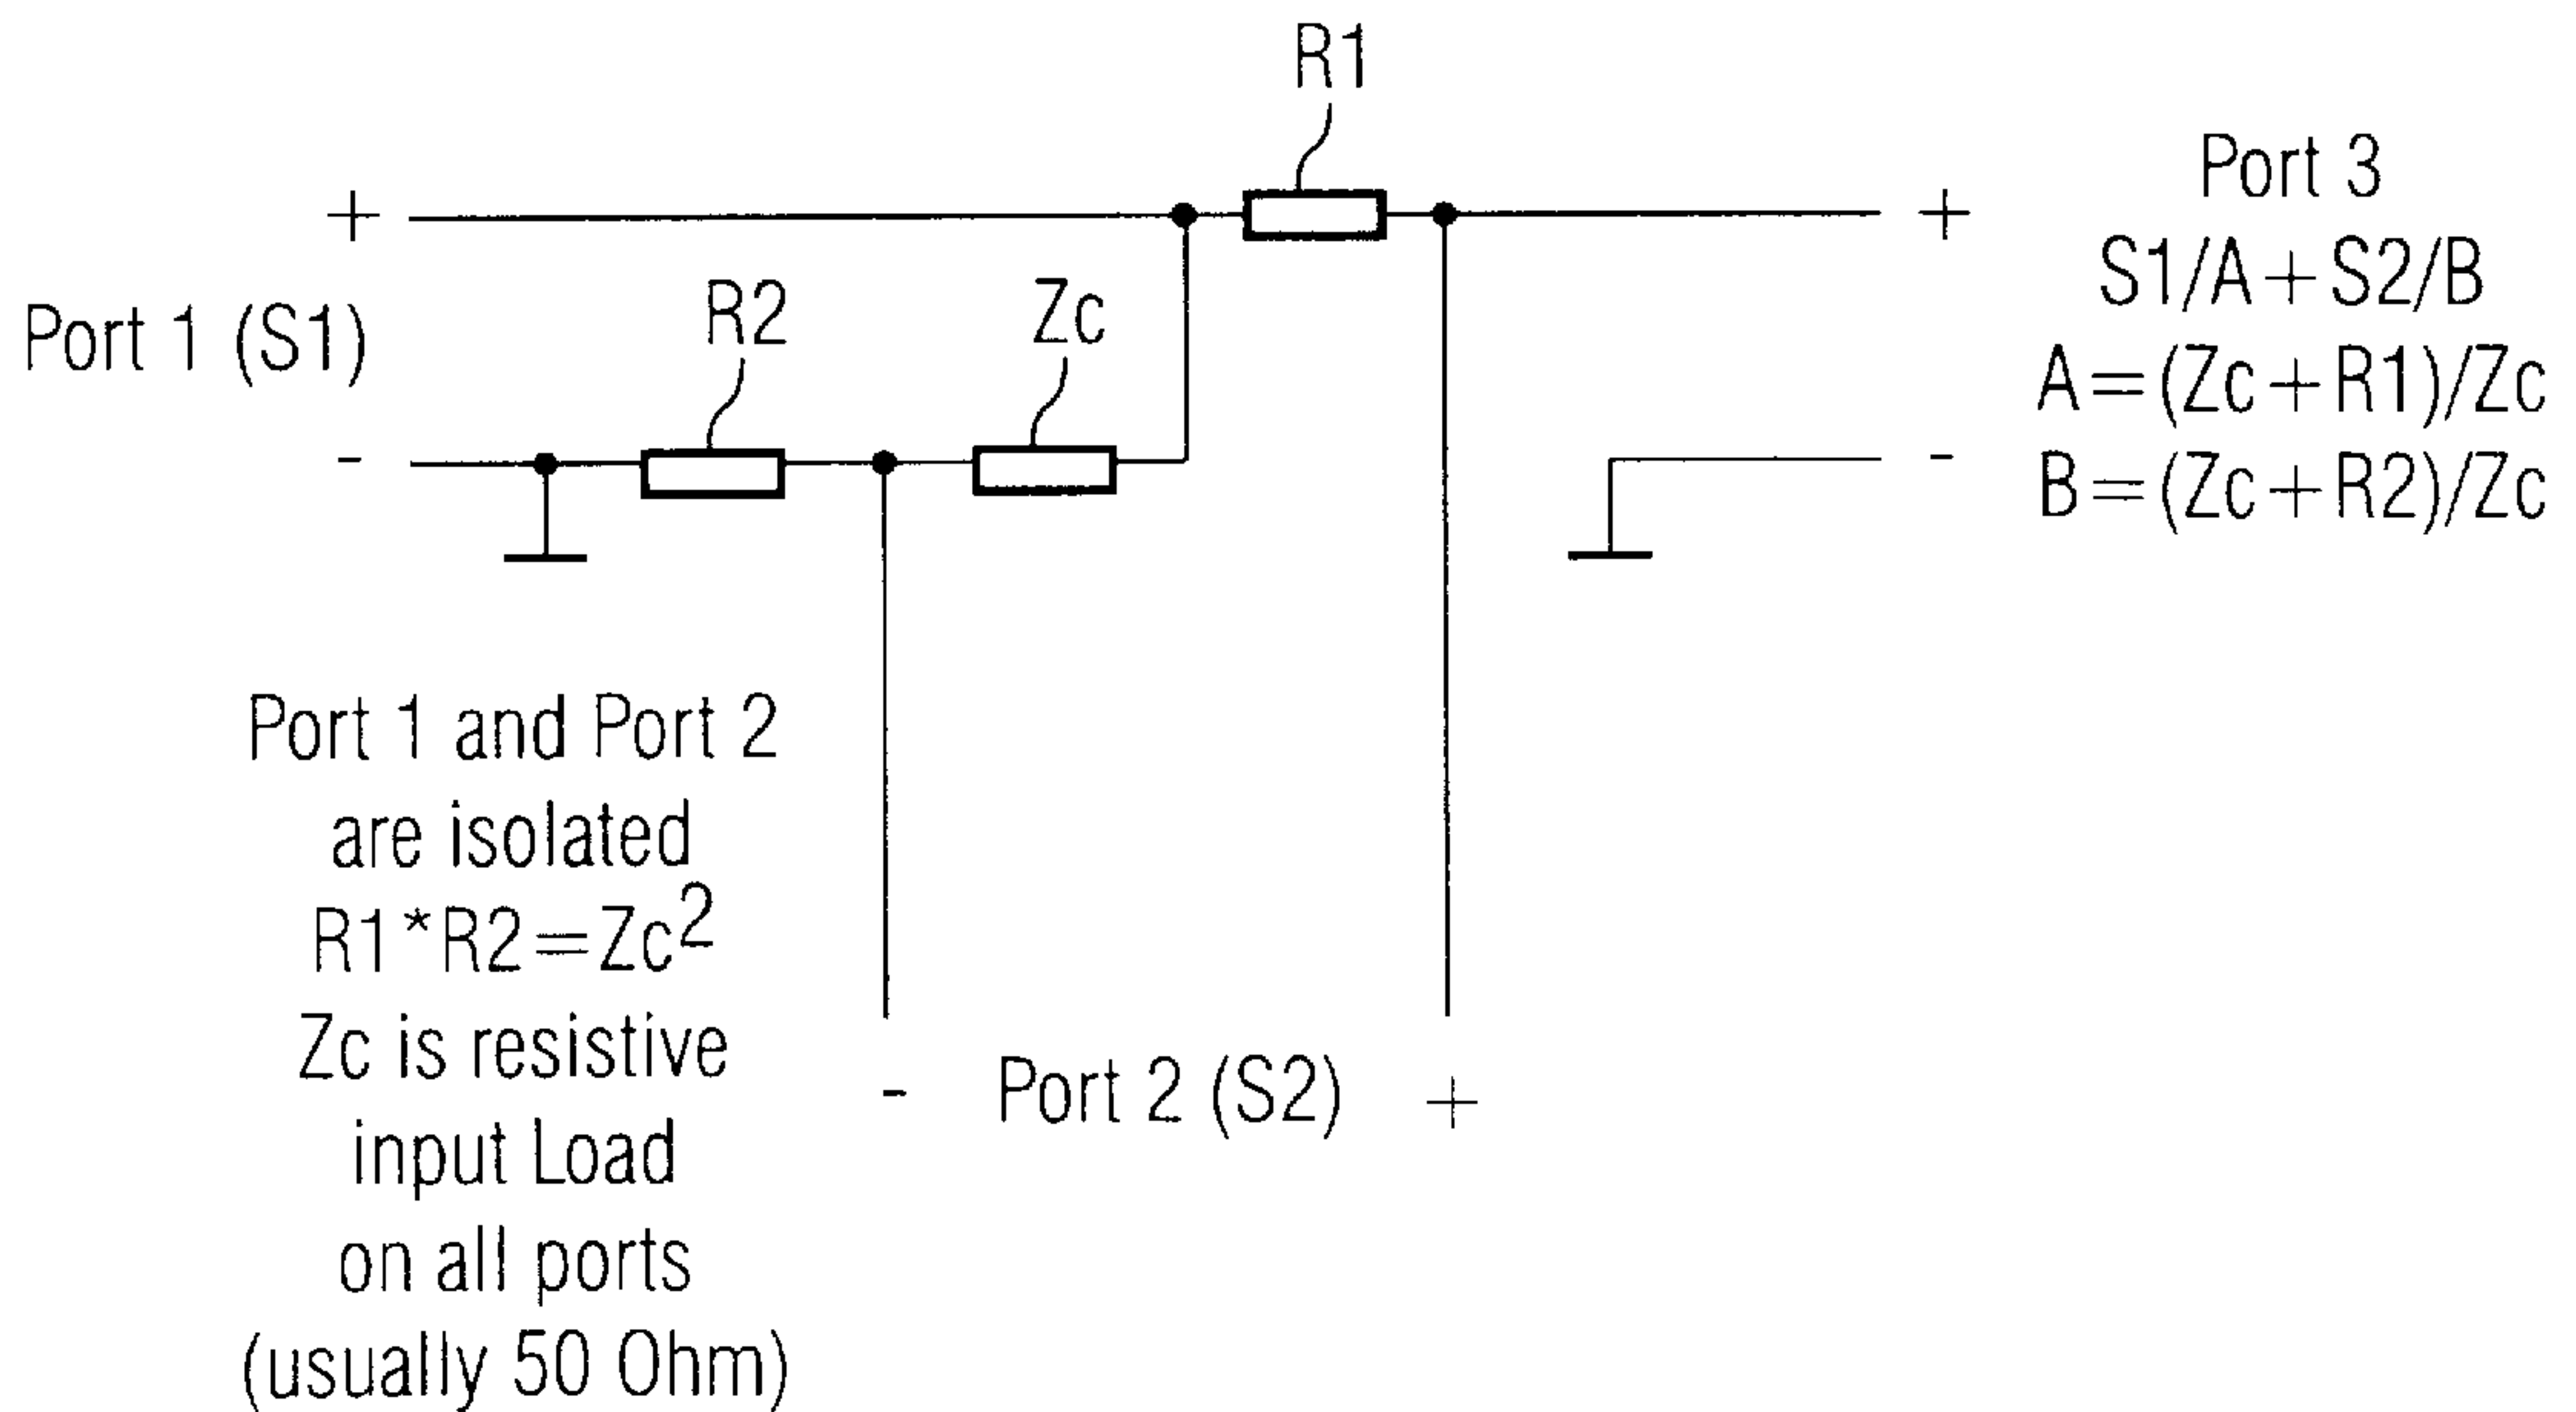 R1
+
+
Port 3
S1/A+S2/B
A=(Zc+R1)/Zc
B=(Zc+R2)/Zc
-
Port 1 (S1)
R2
Zc
-
Port 1 and Port 2
are isolated
R1*R2=Zc²
Zc is resistive
input Load
on all ports
(usually 50 Ohm)
-
Port 2 (S2)
+